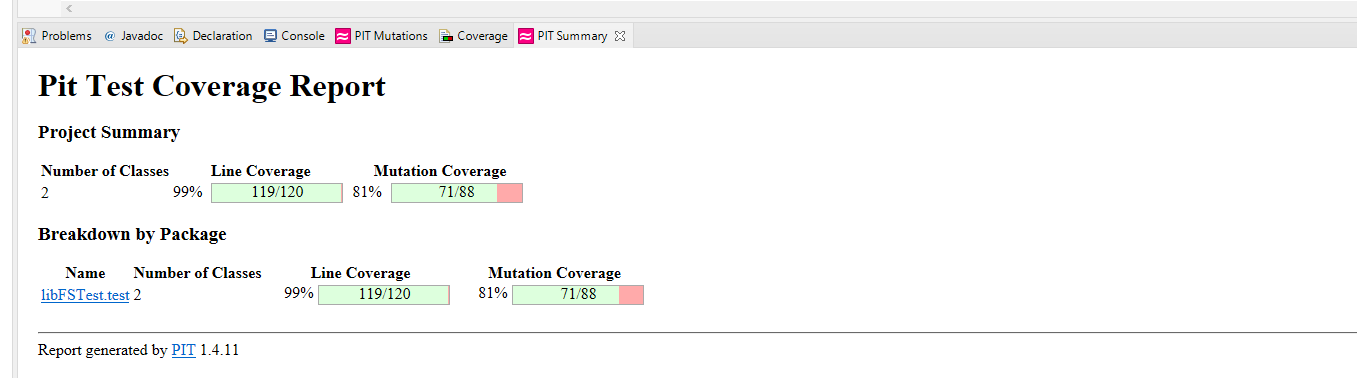 Problems @ Javadoc Declaration Console PIT Mutations Coverage PIT Summary
Pit Test Coverage Report
Project Summary
Number of Classes Line Coverage Mutation Coverage
2 99% 119/120 81% 71/88
Breakdown by Package
Name Number of Classes Line Coverage Mutation Coverage
libFSTest.test 2 99% 119/120 81% 71/88
Report generated by PIT 1.4.11